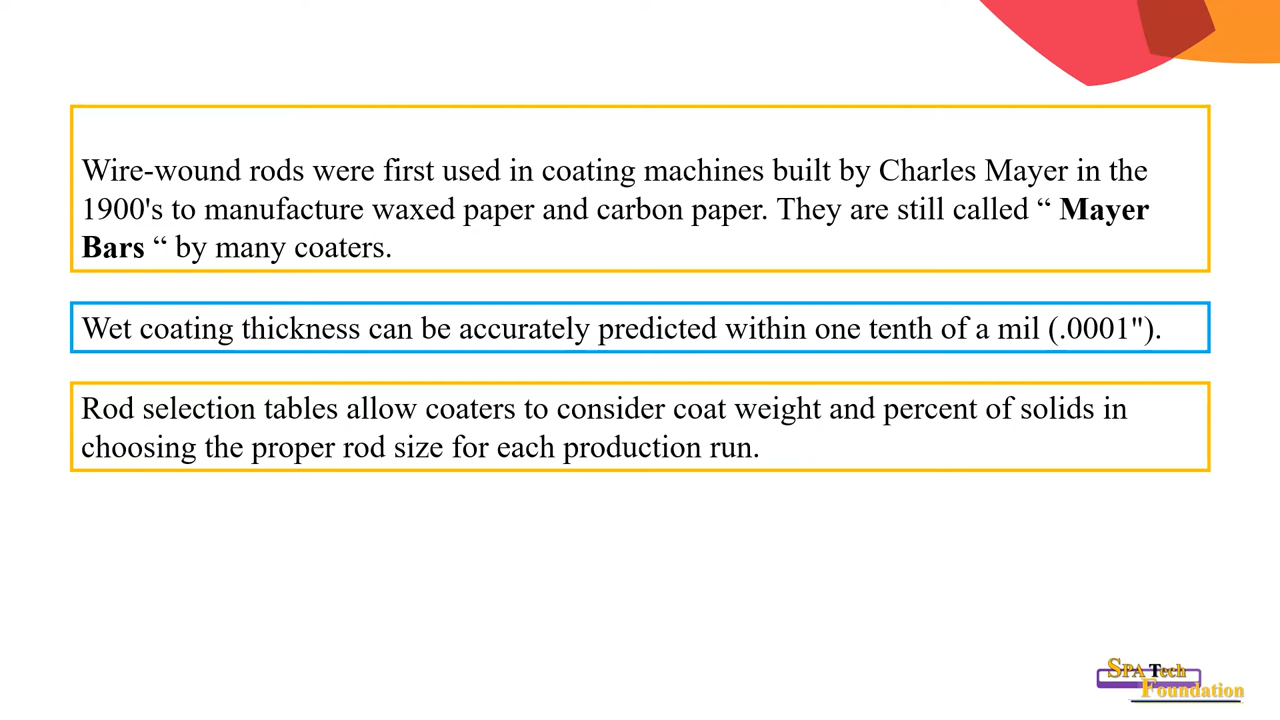 Wire-wound rods were first used in coating machines built by Charles Mayer in the
1900's to manufacture waxed paper and carbon paper. They are still called “ Mayer
Bars “ by many coaters.
Wet coating thickness can be accurately predicted within one tenth of a mil (.0001").
Rod selection tables allow coaters to consider coat weight and percent of solids in
choosing the proper rod size for each production run.
SPA Tech
Foundation